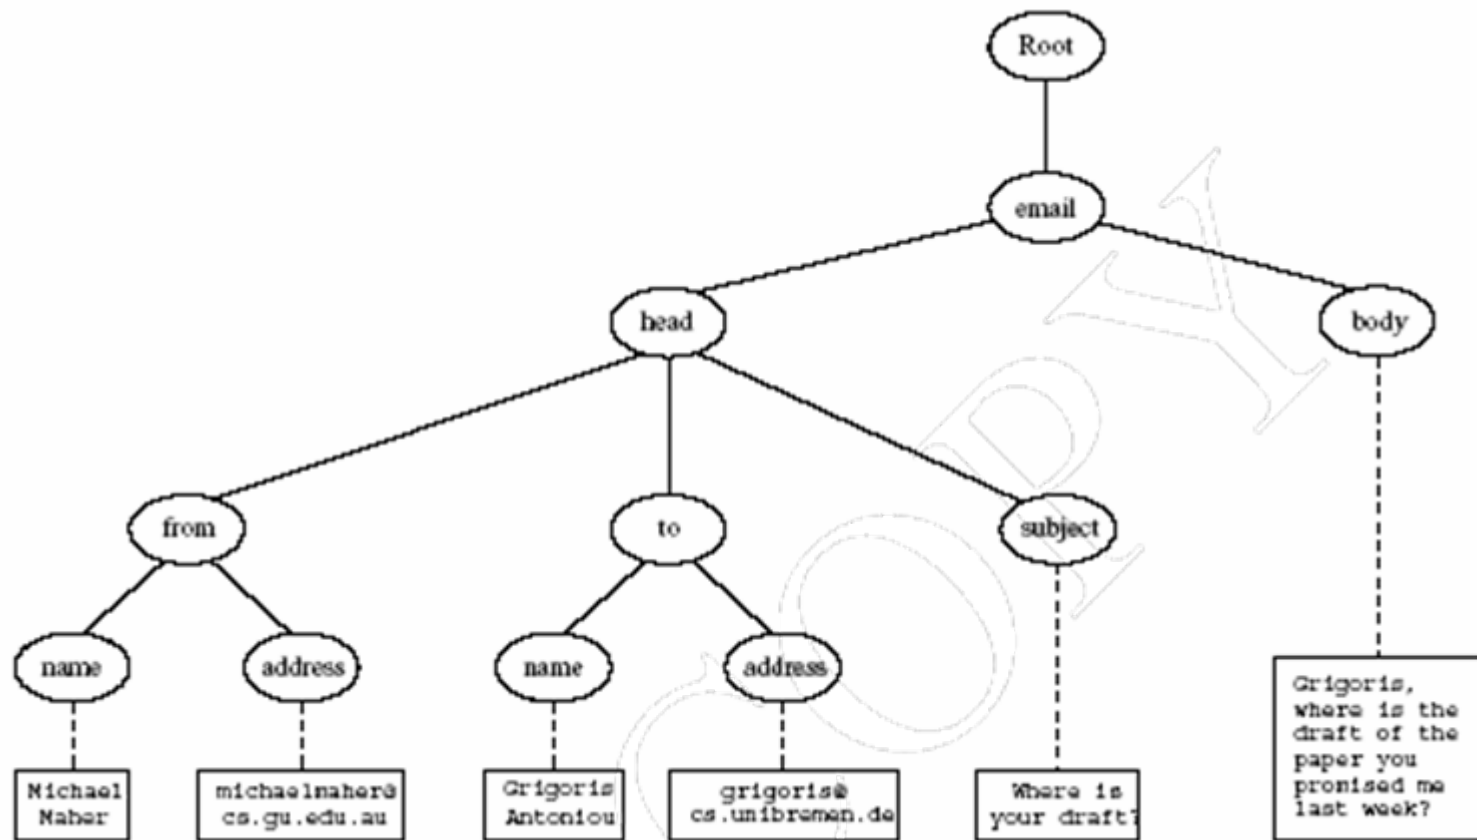 Root
email
head
body
from
to
subject
name
address
name
address
Michael
Maher
michaelmaher@
cs.gu.edu.au
Grigoris
Antoniou
grigoris@
cs.unibremen.de
Where is
your draft?
Grigoris,
where is the
draft of the
paper you
promised me
last week?
COPY